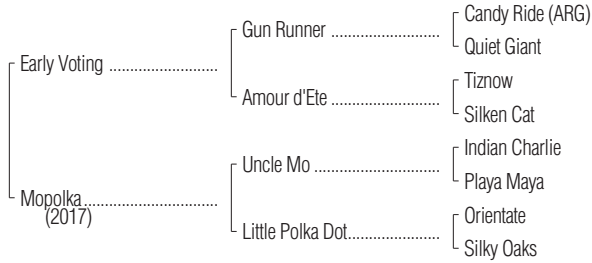 Candy Ride (ARG)
Gun Runner
Quiet Giant
Early Voting
Tiznow
Amour d'Ete
Silken Cat
Indian Charlie
Uncle Mo
Playa Maya
Mopolka
(2017)
Orientate
Little Polka Dot
Silky Oaks